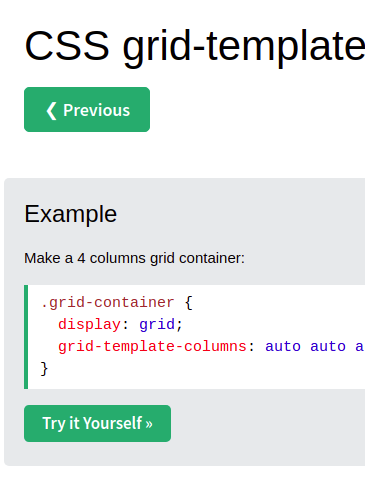 CSS grid-template
❮ Previous
Example
Make a 4 columns grid container:
.grid-container {
  display: grid;
  grid-template-columns: auto auto a
}
Try it Yourself »